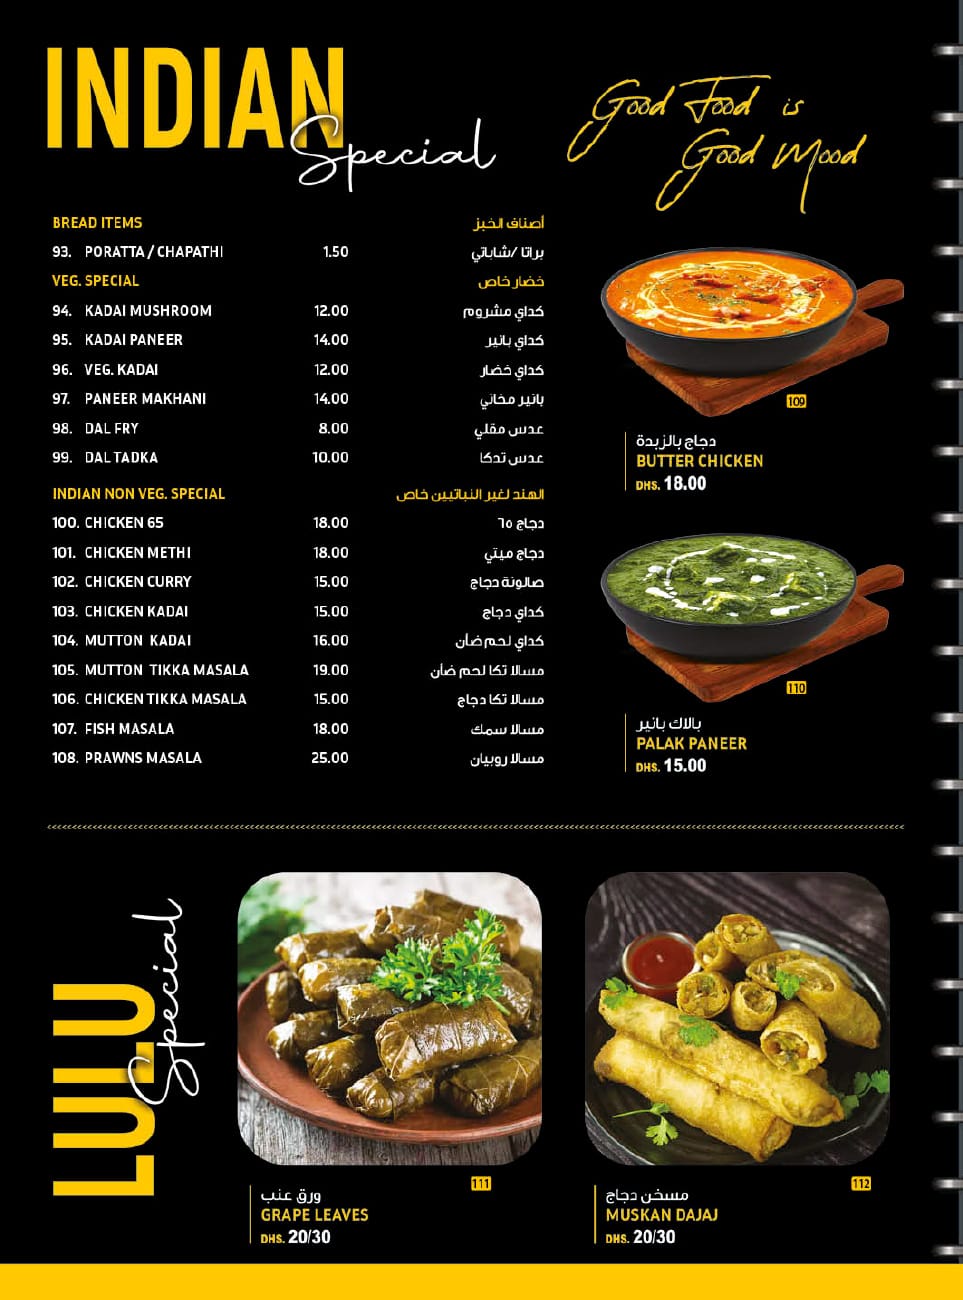 INDIAN
Special
Good Food is
Good Mood
BREAD ITEMS أصناف الخبز
93. PORATTA / CHAPATHI 1.50 براتا /شاباتي
VEG. SPECIAL خضار خاص
94. KADAI MUSHROOM 12.00 كداي مشروم
95. KADAI PANEER 14.00 كداي بانير
96. VEG. KADAI 12.00 كداي خضار
97. PANEER MAKHANI 14.00 بانير مخاني
98. DAL FRY 8.00 عدس مقلي
99. DAL TADKA 10.00 عدس تدكا
INDIAN NON VEG. SPECIAL الهند لغير النباتيين خاص
100. CHICKEN 65 18.00 دجاج ٦٥
101. CHICKEN METHI 18.00 دجاج ميتي
102. CHICKEN CURRY 15.00 صالونة دجاج
103. CHICKEN KADAI 15.00 كداي دجاج
104. MUTTON KADAI 16.00 كداي لحم ضأن
105. MUTTON TIKKA MASALA 19.00 مسالا تكا لحم ضأن
106. CHICKEN TIKKA MASALA 15.00 مسالا تكا دجاج
107. FISH MASALA 18.00 مسالا سمك
108. PRAWNS MASALA 25.00 مسالا روبيان
109
دجاج بالزبدة
BUTTER CHICKEN
DHS. 18.00
110
بالاك بانير
PALAK PANEER
DHS. 15.00
LULU
Special
111
ورق عنب
GRAPE LEAVES
DHS. 20/30
112
مسخن دجاج
MUSKAN DAJAJ
DHS. 20/30